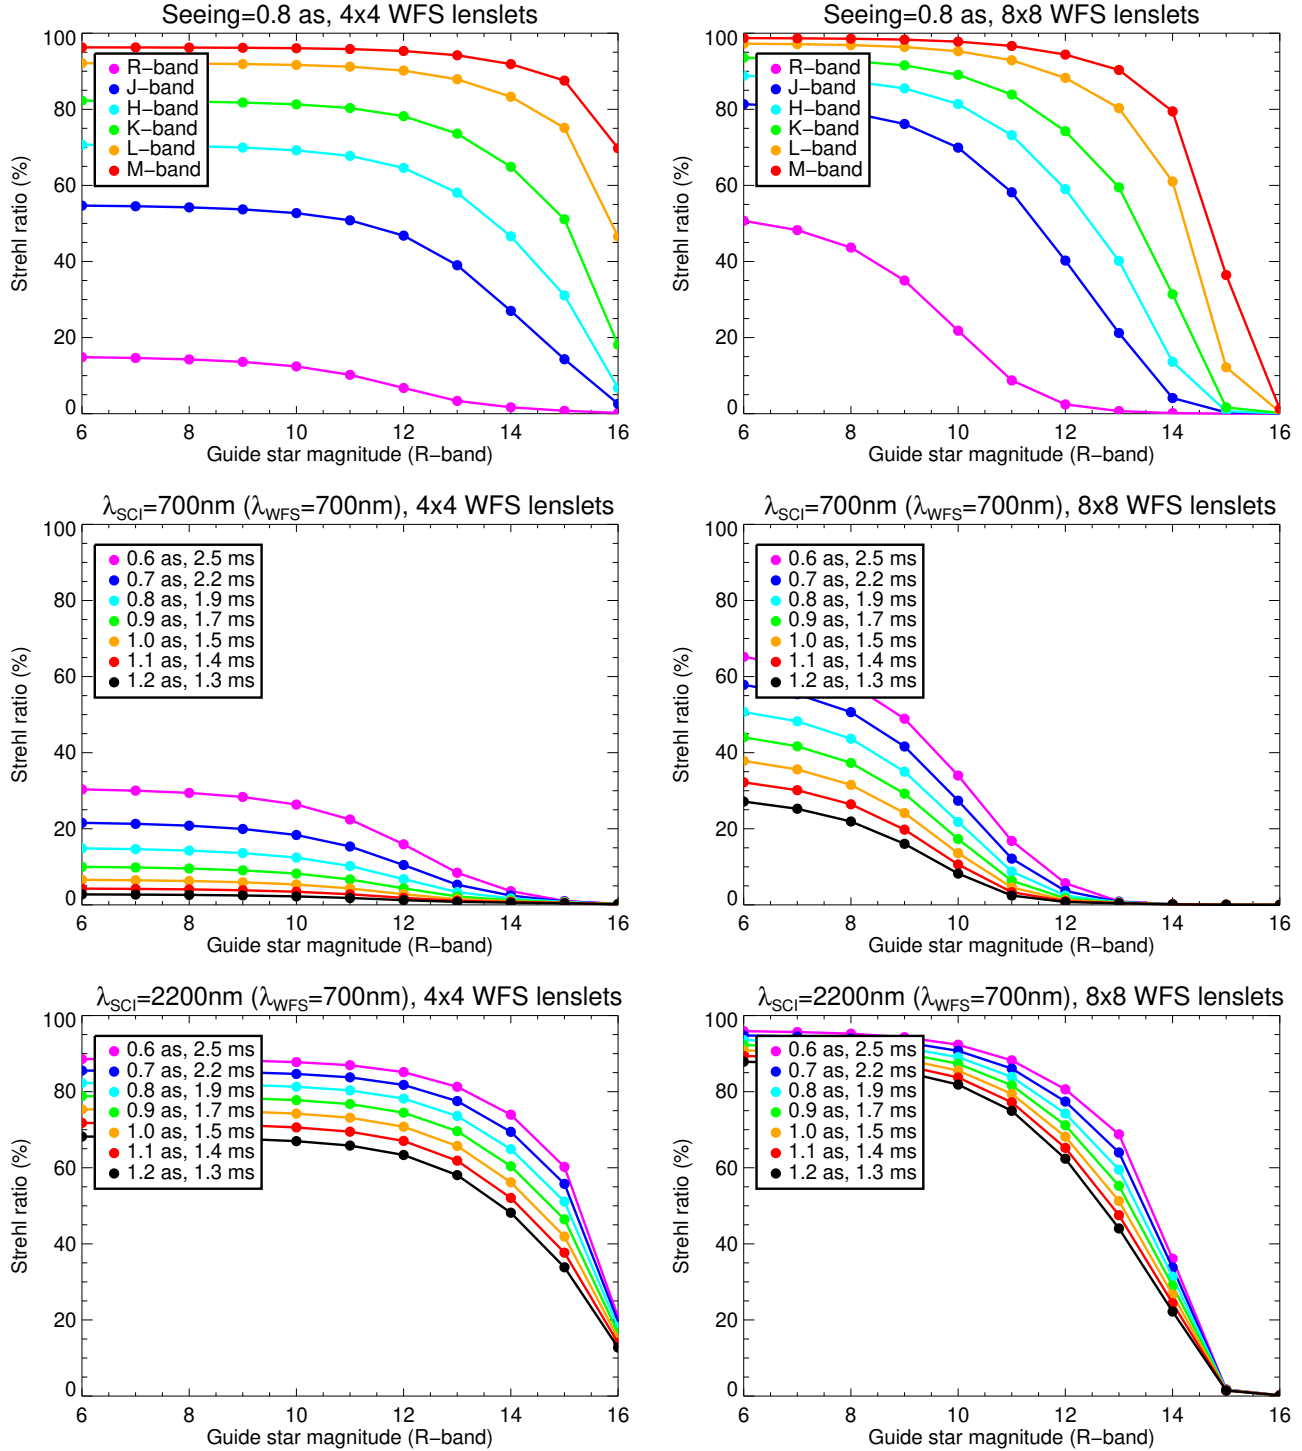 Seeing=0.8 as, 4x4 WFS lenslets
Strehl ratio (%)
100
80
60
40
20
0
R-band
J-band
H-band
K-band
L-band
M-band
6 8 10 12 14 16
Guide star magnitude (R-band)
Seeing=0.8 as, 8x8 WFS lenslets
Strehl ratio (%)
100
80
60
40
20
0
R-band
J-band
H-band
K-band
L-band
M-band
6 8 10 12 14 16
Guide star magnitude (R-band)
λSCI=700nm (λWFS=700nm), 4x4 WFS lenslets
Strehl ratio (%)
100
80
60
40
20
0
0.6 as, 2.5 ms
0.7 as, 2.2 ms
0.8 as, 1.9 ms
0.9 as, 1.7 ms
1.0 as, 1.5 ms
1.1 as, 1.4 ms
1.2 as, 1.3 ms
6 8 10 12 14 16
Guide star magnitude (R-band)
λSCI=700nm (λWFS=700nm), 8x8 WFS lenslets
Strehl ratio (%)
100
80
60
40
20
0
0.6 as, 2.5 ms
0.7 as, 2.2 ms
0.8 as, 1.9 ms
0.9 as, 1.7 ms
1.0 as, 1.5 ms
1.1 as, 1.4 ms
1.2 as, 1.3 ms
6 8 10 12 14 16
Guide star magnitude (R-band)
λSCI=2200nm (λWFS=700nm), 4x4 WFS lenslets
Strehl ratio (%)
100
80
60
40
20
0
0.6 as, 2.5 ms
0.7 as, 2.2 ms
0.8 as, 1.9 ms
0.9 as, 1.7 ms
1.0 as, 1.5 ms
1.1 as, 1.4 ms
1.2 as, 1.3 ms
6 8 10 12 14 16
Guide star magnitude (R-band)
λSCI=2200nm (λWFS=700nm), 8x8 WFS lenslets
Strehl ratio (%)
100
80
60
40
20
0
0.6 as, 2.5 ms
0.7 as, 2.2 ms
0.8 as, 1.9 ms
0.9 as, 1.7 ms
1.0 as, 1.5 ms
1.1 as, 1.4 ms
1.2 as, 1.3 ms
6 8 10 12 14 16
Guide star magnitude (R-band)